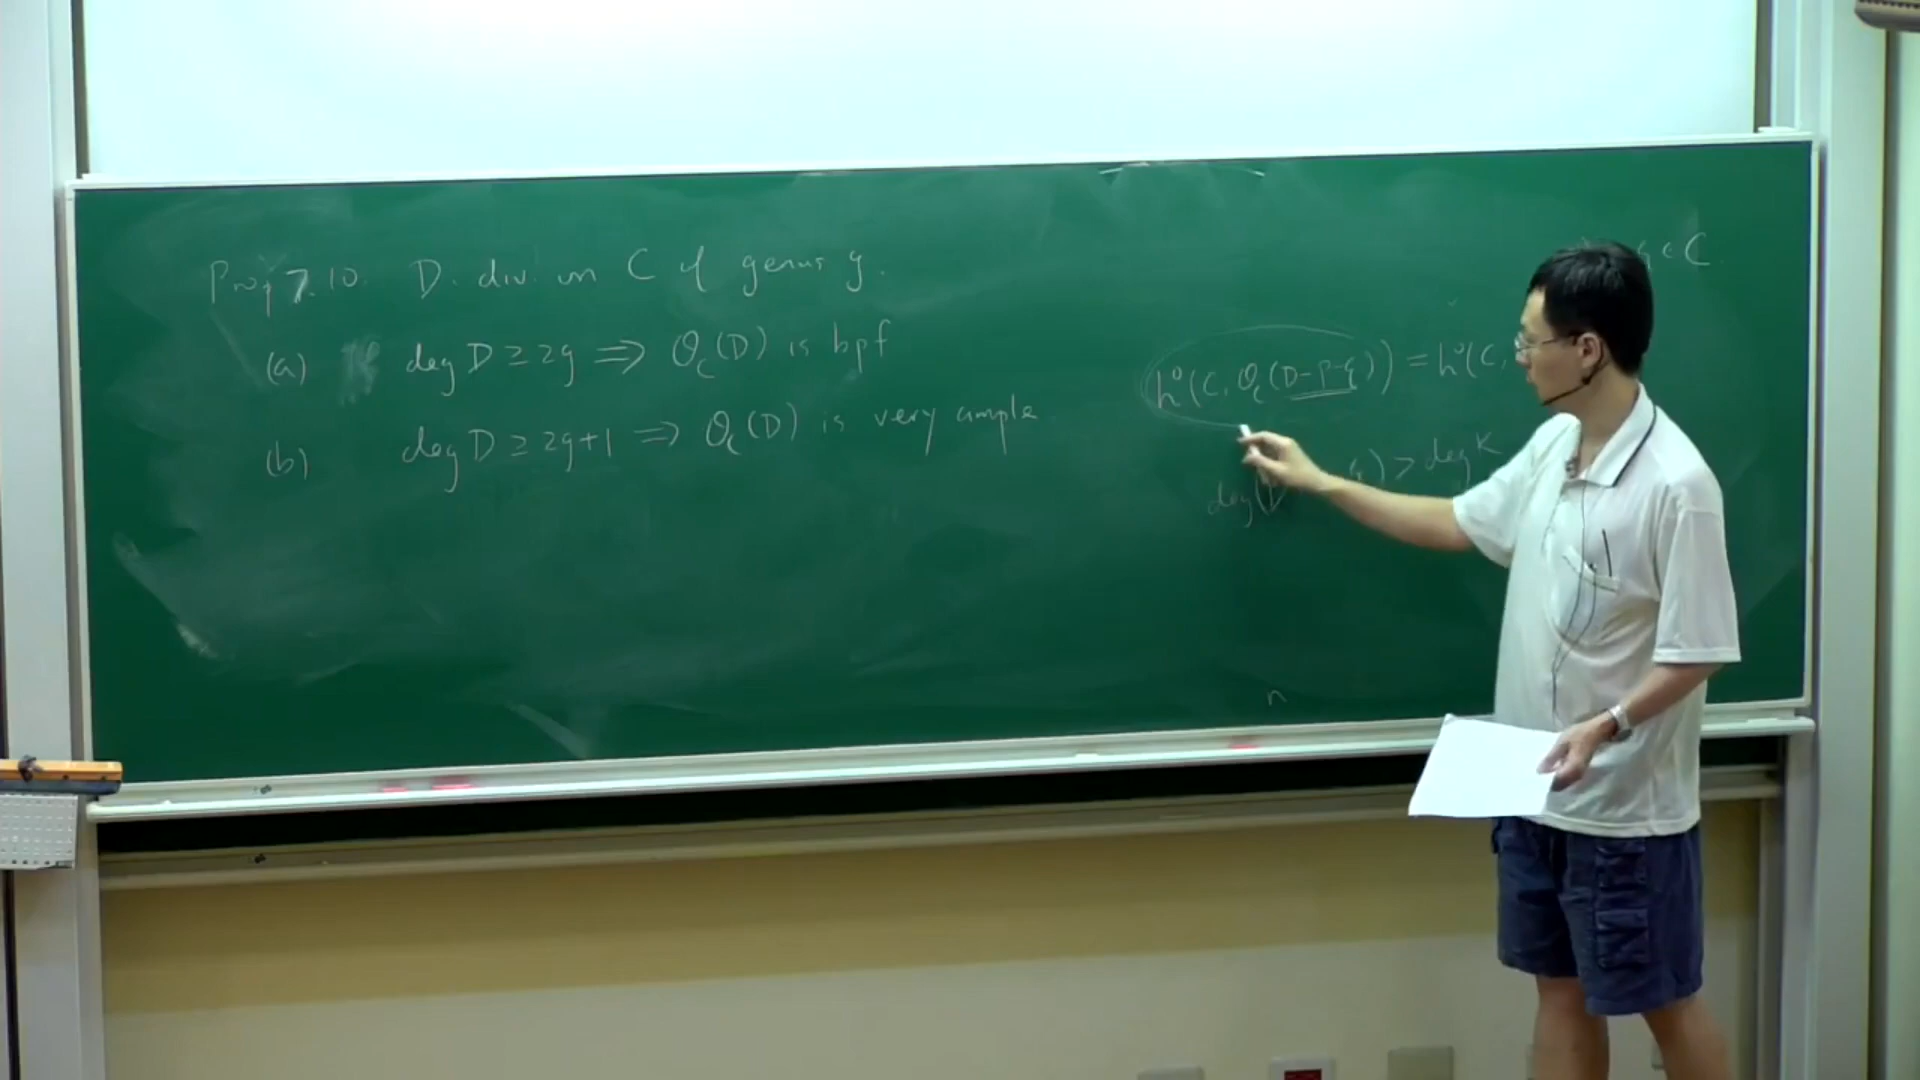 Prop 7.10. D. div. on C of genus g.
(a) deg D ≥ 2g ⇒ 𝒪_C(D) is bpf
(b) deg D ≥ 2g+1 ⇒ 𝒪_C(D) is very ample.
q ∈ C.
h⁰(C, 𝒪_C(D-p-q)) = h⁰(C,
deg(D q) > deg K
n